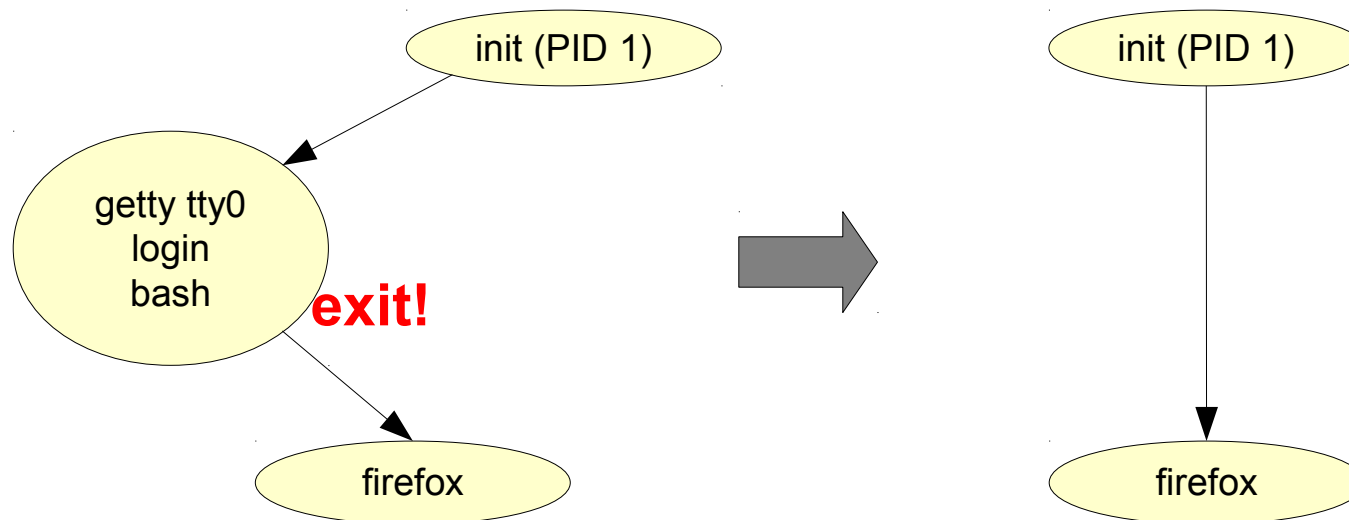 init (PID 1)
getty tty0
login
bash
exit!
firefox
init (PID 1)
firefox